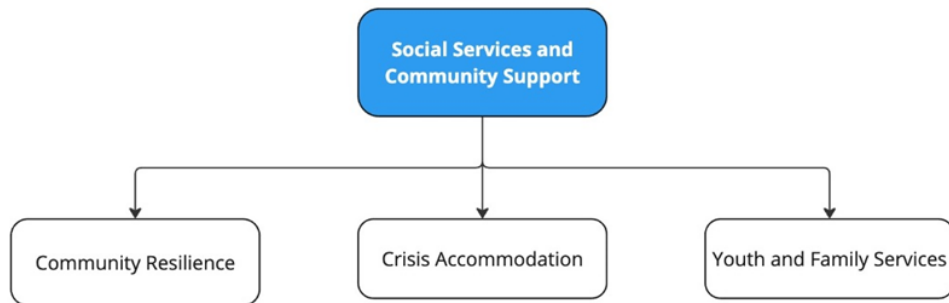 Social Services and
Community Support
Community Resilience
Crisis Accommodation
Youth and Family Services